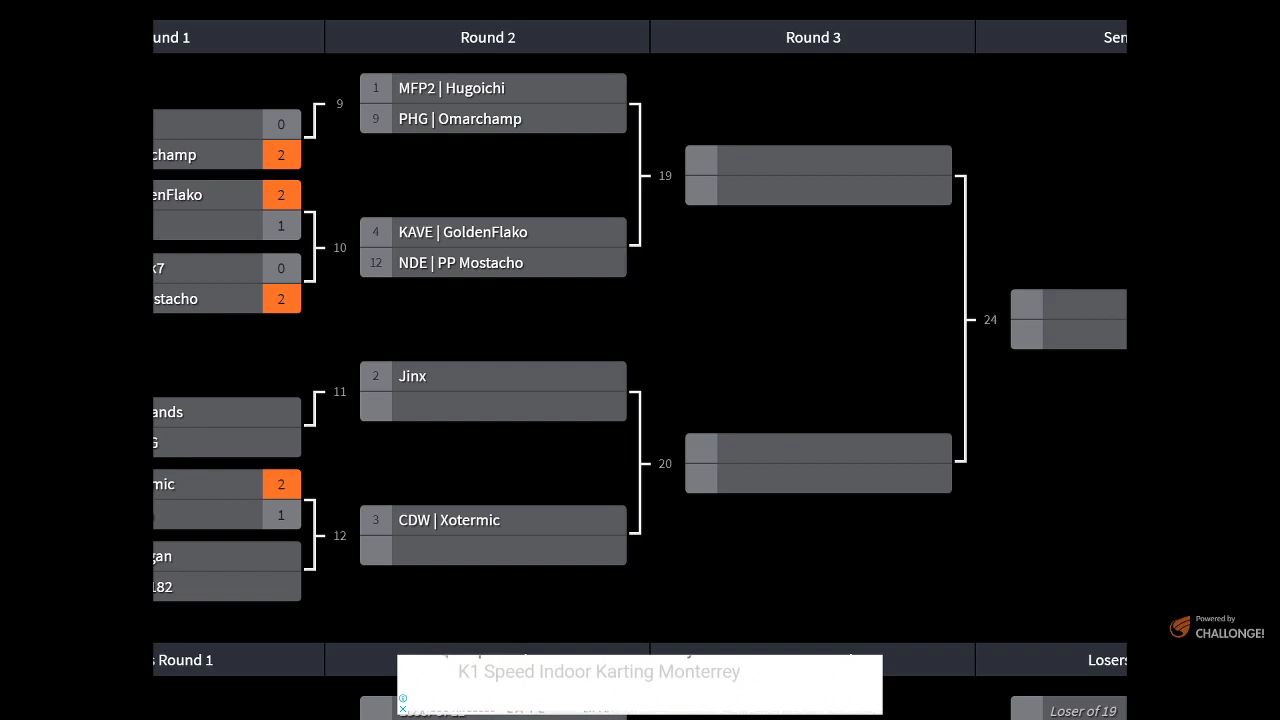 und 1
Round 2
Round 3
Sen
9
1
MFP2 | Hugoichi
9
PHG | Omarchamp
0
champ
2
19
enFlako
2
1
10
4
KAVE | GoldenFlako
12
NDE | PP Mostacho
k7
0
stacho
2
24
11
2
Jinx
ands
G
20
mic
2
1
12
3
CDW | Xotermic
gan
182
Powered by
CHALLONGE!
s Round 1
Losers
K1 Speed Indoor Karting Monterrey
Loser of 19